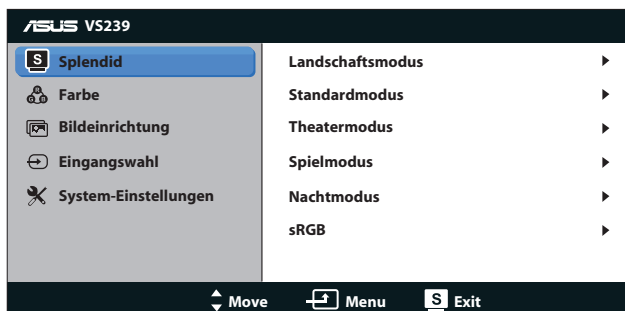 ASUS VS239
S Splendid
Farbe
Bildeinrichtung
Eingangswahl
System-Einstellungen
Landschaftsmodus
Standardmodus
Theatermodus
Spielmodus
Nachtmodus
sRGB
Move Menu S Exit